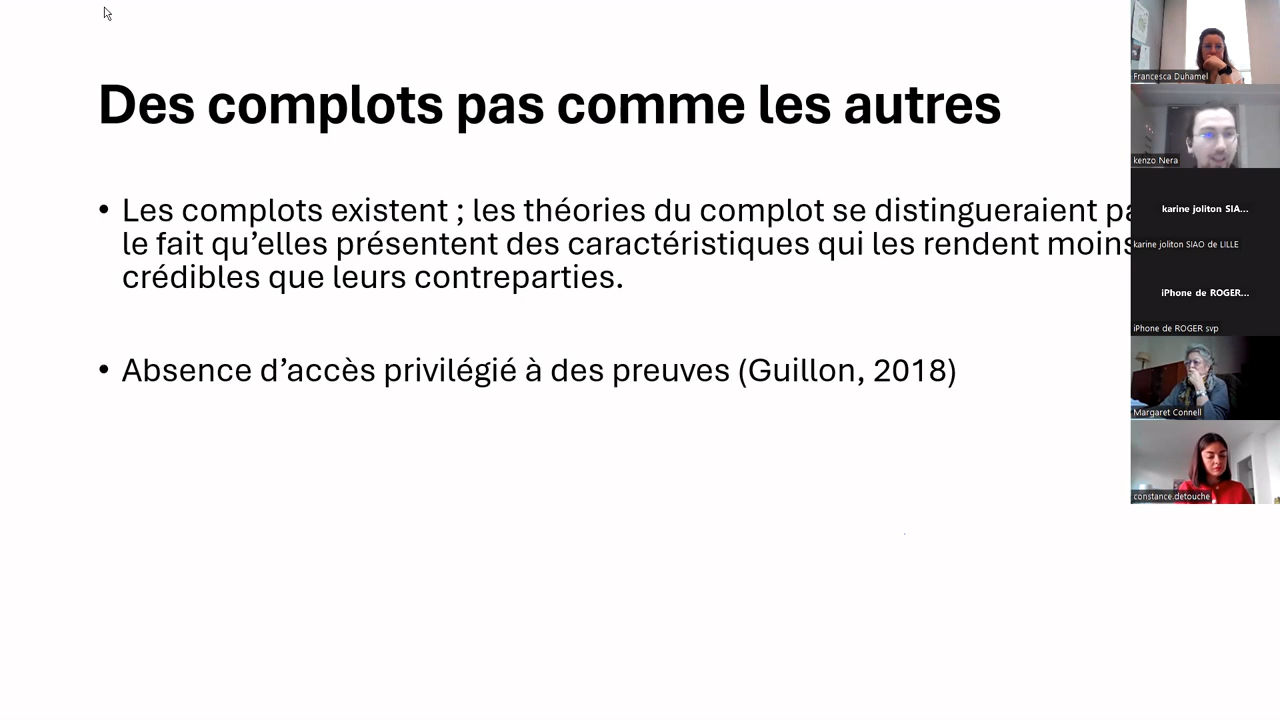 Des complots pas comme les autres
• Les complots existent ; les théories du complot se distingueraient
le fait qu’elles présentent des caractéristiques qui les rendent moins
crédibles que leurs contreparties.
• Absence d’accès privilégié à des preuves (Guillon, 2018)
Francesca Duhamel
kenzo Nera
karine joliton SIA...
karine joliton SIAO de LILLE
iPhone de ROGER...
iPhone de ROGER svp
Margaret Connell
constance.detouche